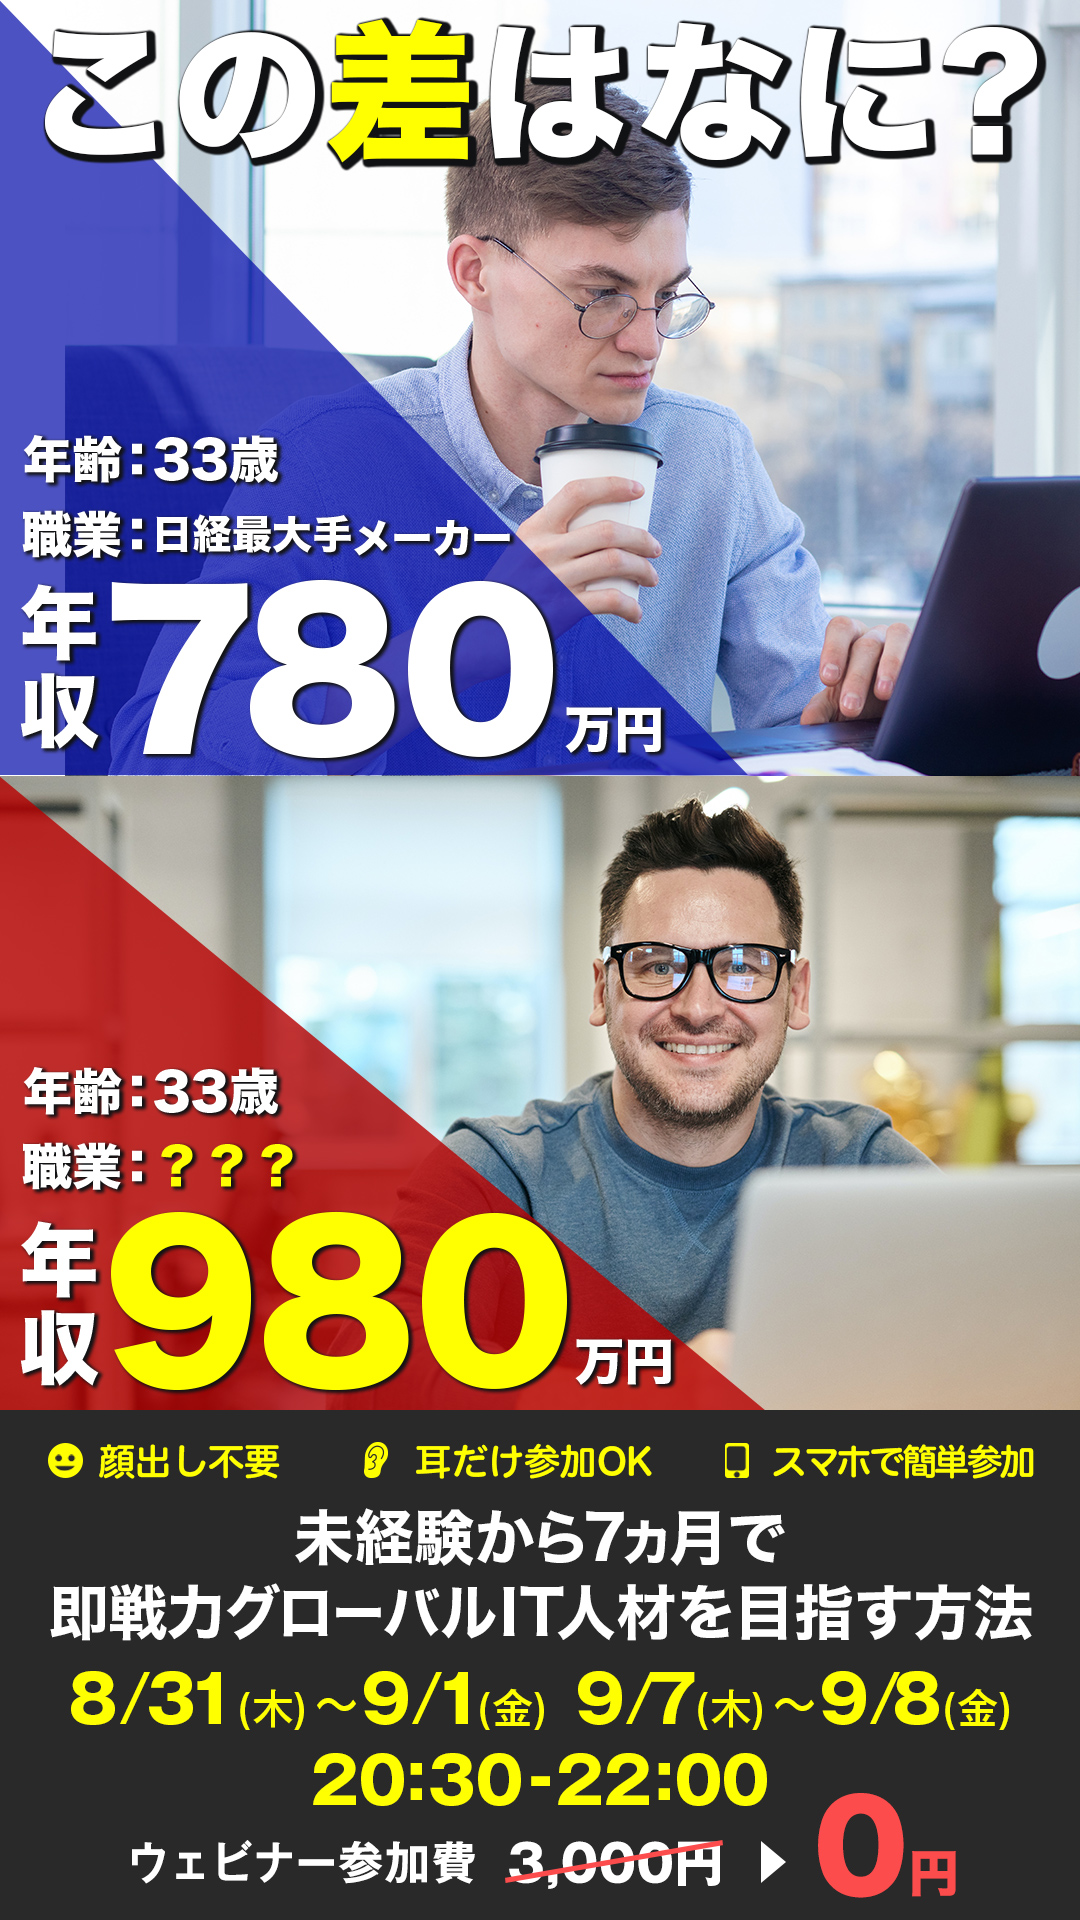 この差はなに?
年齢：33歳
職業：日経最大手メーカー
年収780万円
年齢：33歳
職業：？？？
年収980万円
顔出し不要 耳だけ参加OK スマホで簡単参加
未経験から7ヵ月で
即戦力グローバルIT人材を目指す方法
8/31(木)～9/1(金) 9/7(木)～9/8(金)
20:30-22:00
ウェビナー参加費 3,000円 ▶ 0円